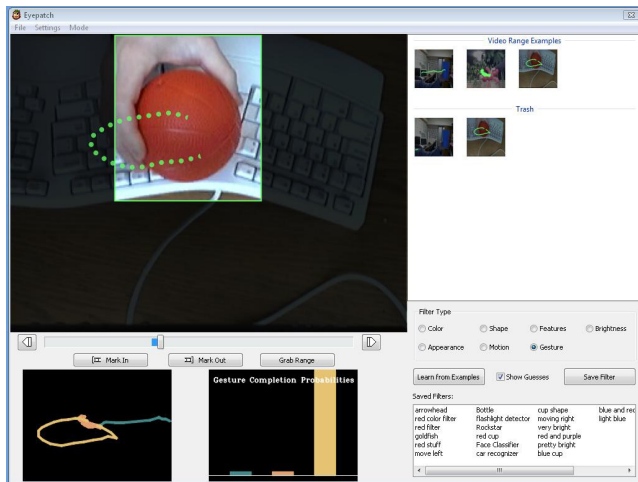 Eyepatch
File Settings Mode
Video Range Examples
Trash
Filter Type
Color Shape Features Brightness
Appearance Motion Gesture
Mark In Mark Out Grab Range
Learn from Examples Show Guesses Save Filter
Gesture Completion Probabilities
Saved Filters:
arrowhead Bottle cup shape blue and red
red color filter flashlight detector moving right light blue
red filter Rockstar very bright
goldfish red cup red and purple
red stuff Face Classifier pretty bright
move left car recognizer blue cup